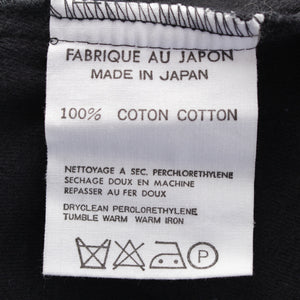 FABRIQUE AU JAPON
MADE IN JAPAN
100% COTON COTTON
NETTOYAGE A SEC. PERCHLORETHYLENE
SECHAGE DOUX EN MACHINE
REPASSER AU FER DOUX
DRYCLEAN PERCLORETHYLENE
TUMBLE WARM WARM IRON
P